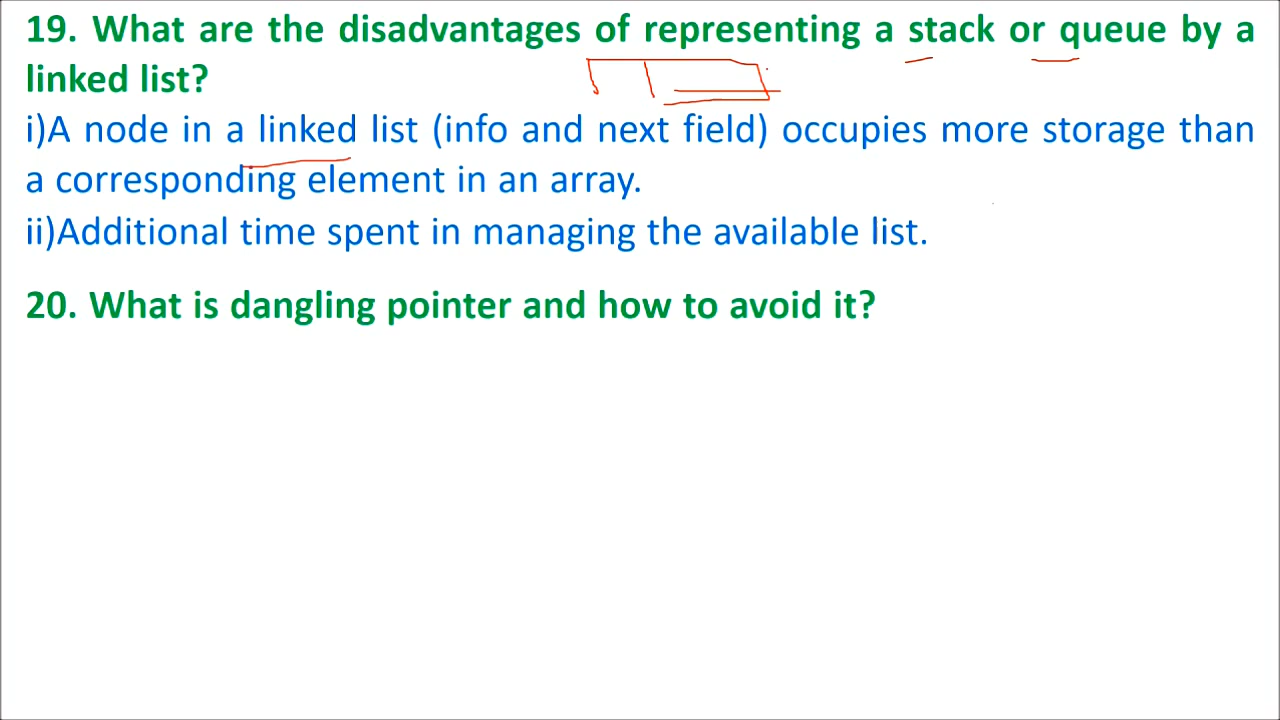 19. What are the disadvantages of representing a stack or queue by a
linked list?
i)A node in a linked list (info and next field) occupies more storage than
a corresponding element in an array.
ii)Additional time spent in managing the available list.
20. What is dangling pointer and how to avoid it?